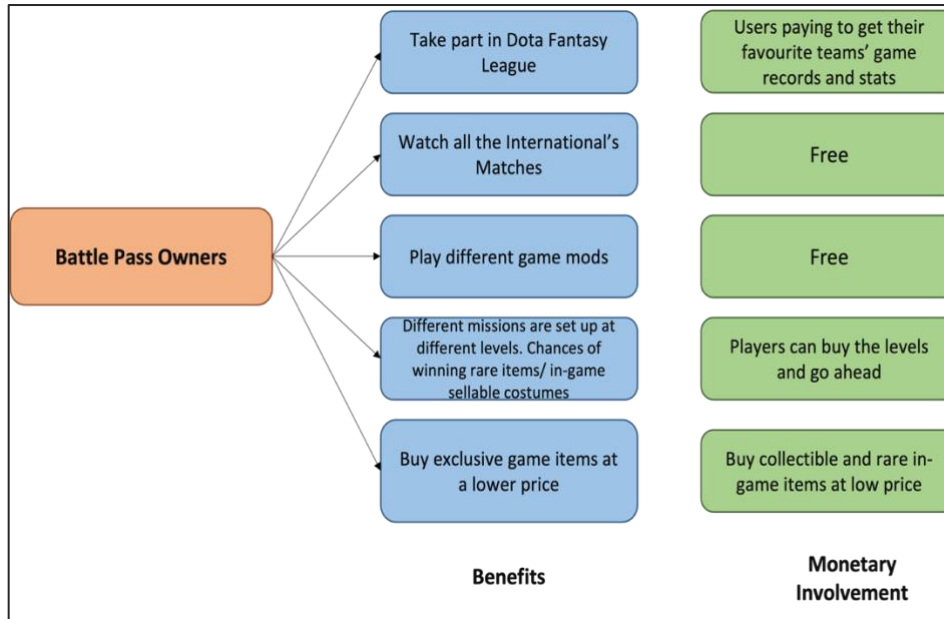 Battle Pass Owners
Take part in Dota Fantasy
League
Users paying to get their
favourite teams' game
records and stats
Watch all the International's
Matches
Free
Play different game mods
Free
Different missions are set up at
different levels. Chances of
winning rare items/ in-game
sellable costumes
Players can buy the levels
and go ahead
Buy exclusive game items at
a lower price
Buy collectible and rare in-
game items at low price
Benefits
Monetary
Involvement